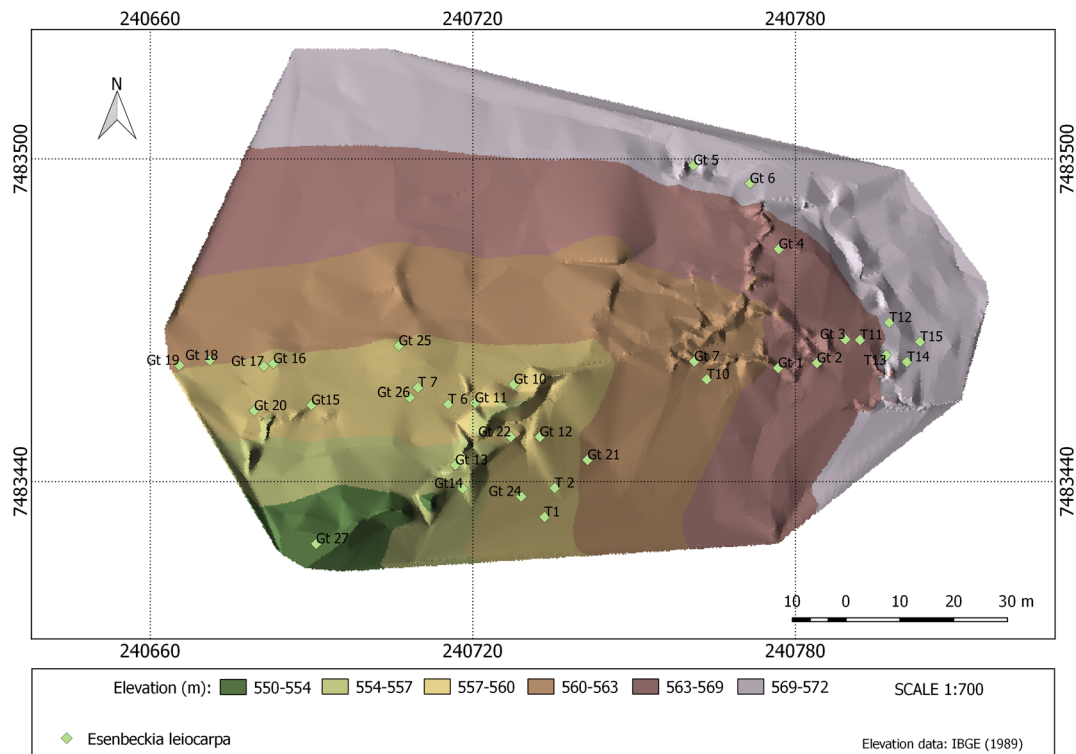 240660 240720 240780
N
7483500 7483500
Gt 5
Gt 6
Gt 4
T12
Gt 3 T11 T15
Gt 25
Gt 19 Gt 18 Gt 17 Gt 16
Gt 7 Gt 1 Gt 2 T13 T14
T10
T 7 Gt 10
Gt 26 T 6 Gt 11
Gt 20 Gt15
Gt 22 Gt 12
Gt 13 Gt 21
7483440 7483440
Gt14 Gt 24 T 2
T1
Gt 27
10 0 10 20 30 m
240660 240720 240780
Elevation (m): 550-554 554-557 557-560 560-563 563-569 569-572 SCALE 1:700
Esenbeckia leiocarpa Elevation data: IBGE (1989)